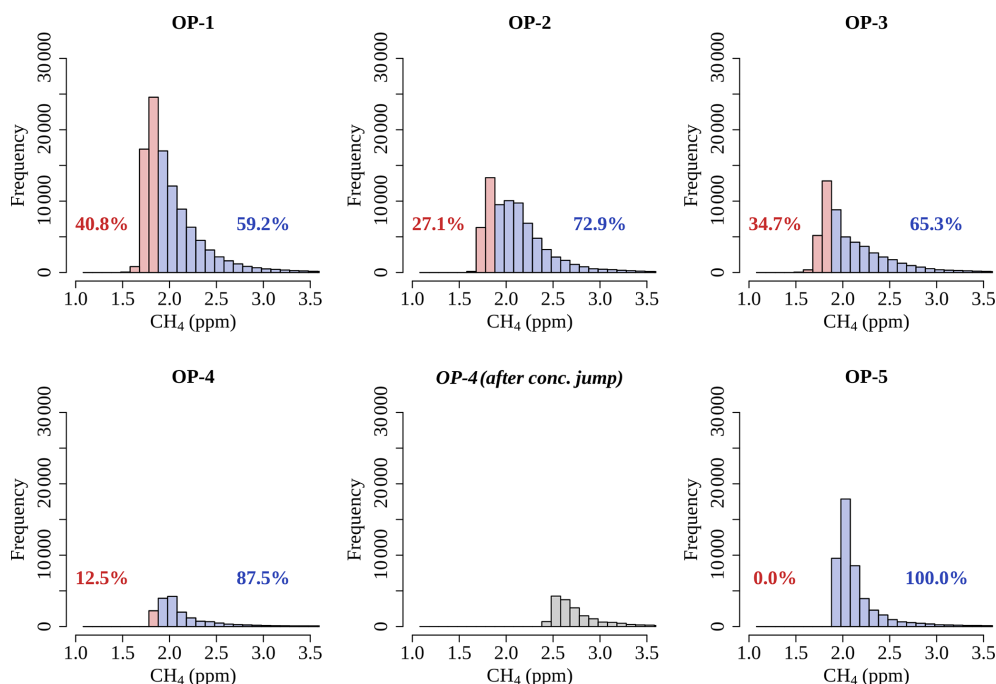 OP-1
OP-2
OP-3
30000
20000
10000
0
Frequency
40.8%
59.2%
1.0 1.5 2.0 2.5 3.0 3.5
CH₄ (ppm)
30000
20000
10000
0
Frequency
27.1%
72.9%
1.0 1.5 2.0 2.5 3.0 3.5
CH₄ (ppm)
30000
20000
10000
0
Frequency
34.7%
65.3%
1.0 1.5 2.0 2.5 3.0 3.5
CH₄ (ppm)
OP-4
OP-4(after conc. jump)
OP-5
30000
20000
10000
0
Frequency
12.5%
87.5%
1.0 1.5 2.0 2.5 3.0 3.5
CH₄ (ppm)
30000
20000
10000
0
Frequency
1.0 1.5 2.0 2.5 3.0 3.5
CH₄ (ppm)
30000
20000
10000
0
Frequency
0.0%
100.0%
1.0 1.5 2.0 2.5 3.0 3.5
CH₄ (ppm)